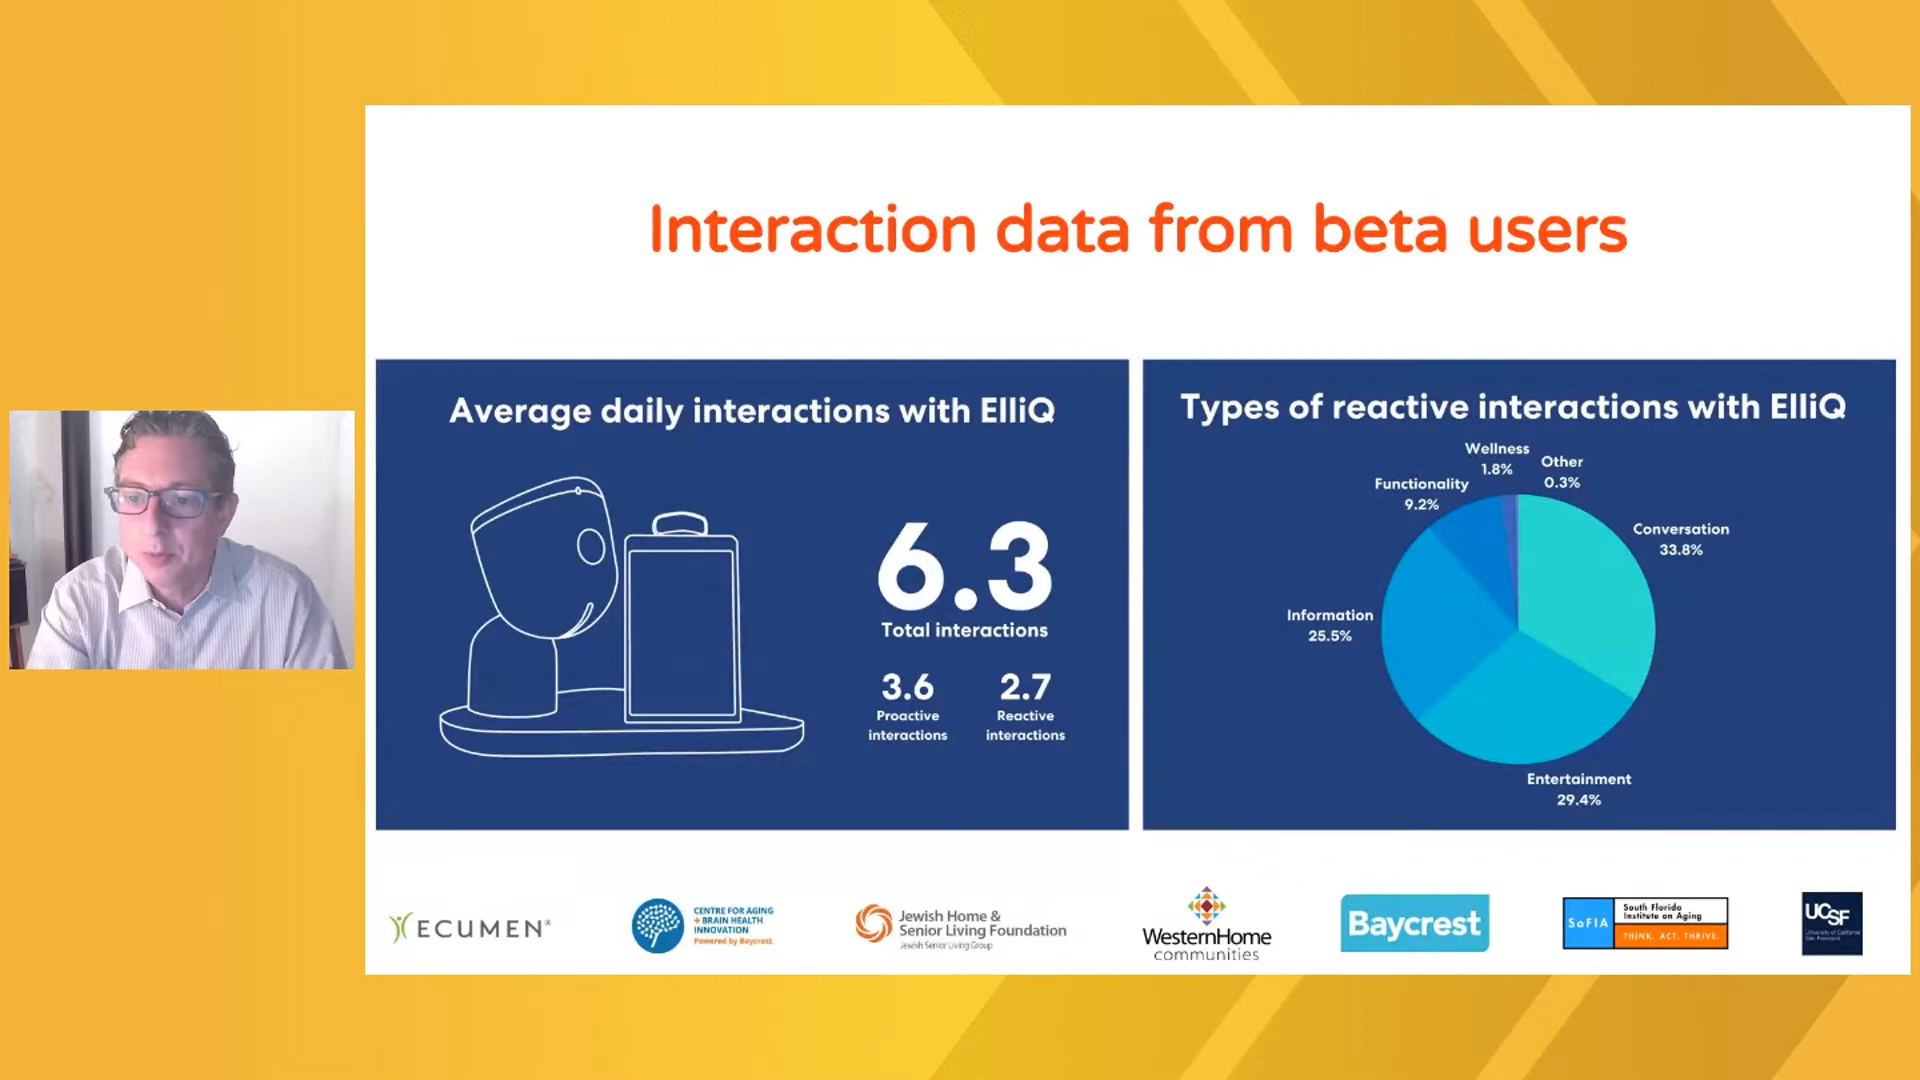 Interaction data from beta users
Average daily interactions with ElliQ
6.3
Total interactions
3.6
Proactive
interactions
2.7
Reactive
interactions
Types of reactive interactions with ElliQ
Wellness
1.8%
Other
0.3%
Functionality
9.2%
Conversation
33.8%
Information
25.5%
Entertainment
29.4%
ECUMEN®
CENTRE FOR AGING
+ BRAIN HEALTH
INNOVATION
Powered by Baycrest.
Jewish Home &
Senior Living Foundation
Jewish Senior Living Group
WesternHome
communities
Baycrest
SoFIA
South Florida
Institute on Aging
THINK. ACT. THRIVE.
UCSF
University of California
San Francisco